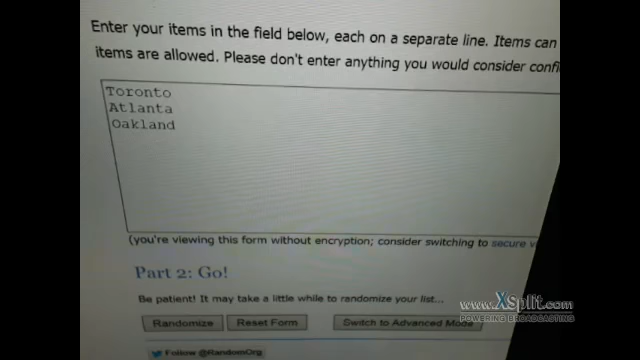 Enter your items in the field below, each on a separate line. Items can
items are allowed. Please don't enter anything you would consider confi
Toronto
Atlanta
Oakland
(you're viewing this form without encryption; consider switching to secure v
Part 2: Go!
Be patient! It may take a little while to randomize your list...
Randomize Reset Form Switch to Advanced Mode
Follow @RandomOrg
www.XSplit.com
POWERING BROADCASTING